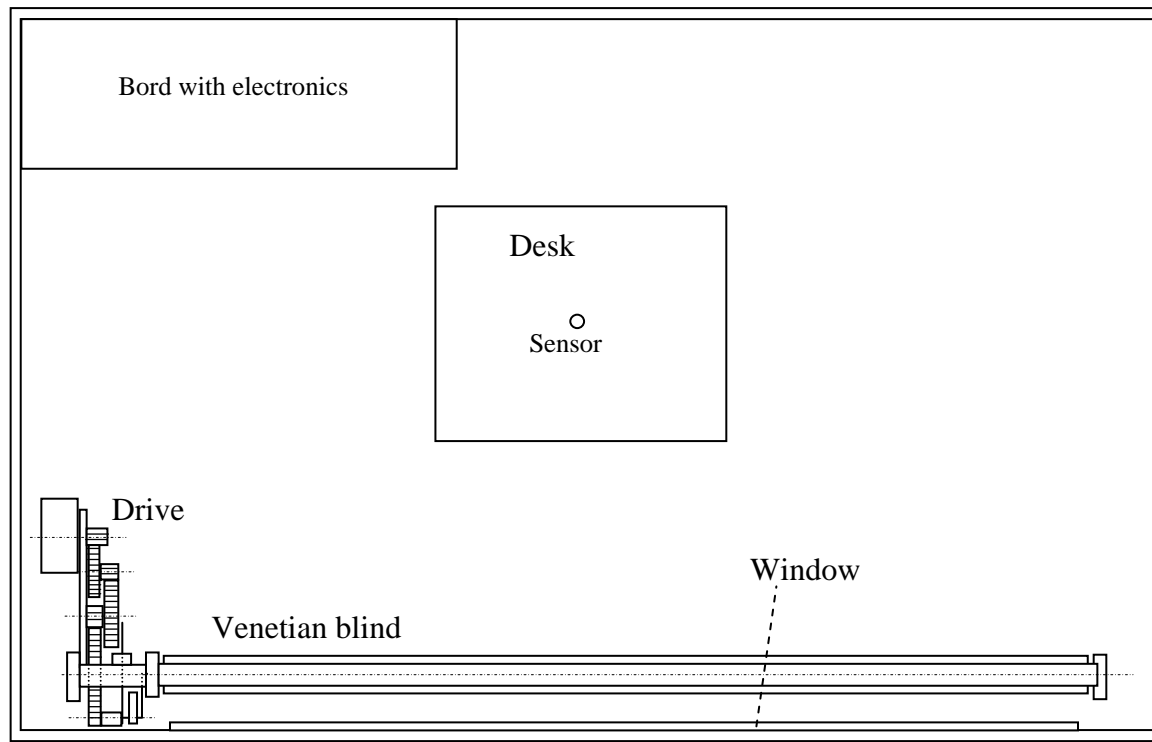 Bord with electronics
Desk
Sensor
Drive
Window
Venetian blind